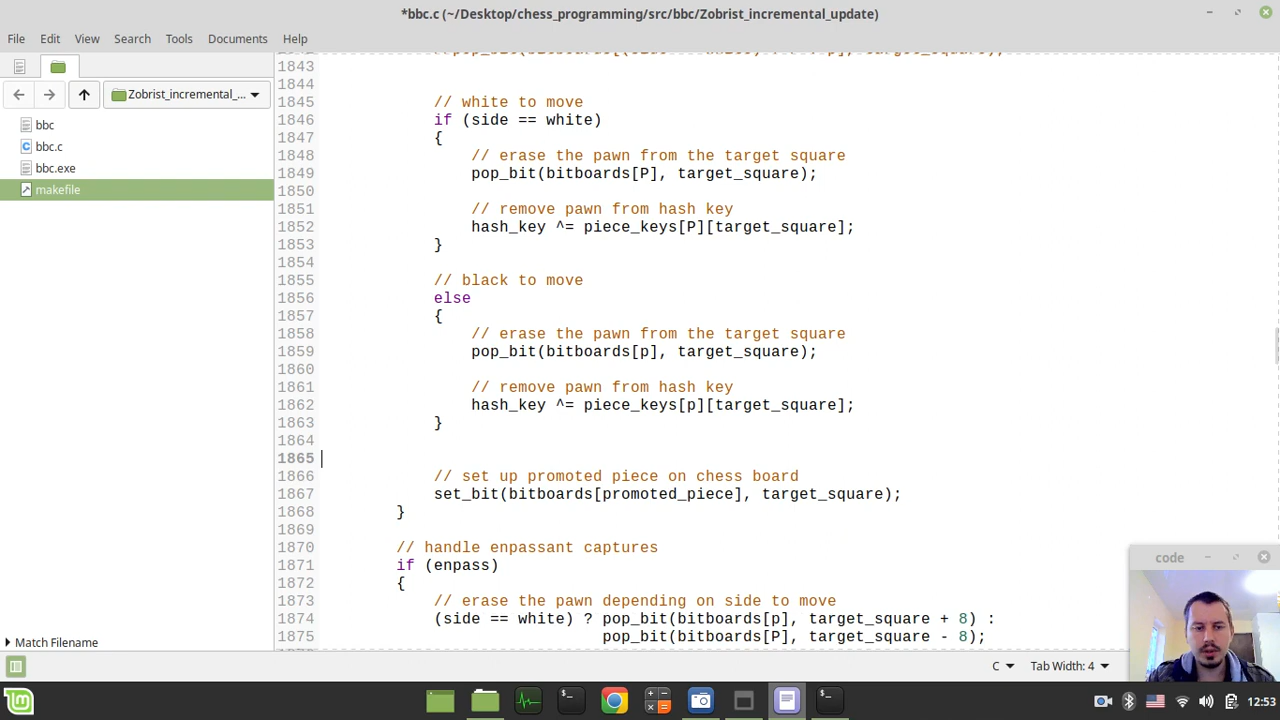 *bbc.c (~/Desktop/chess_programming/src/bbc/Zobrist_incremental_update)
File Edit View Search Tools Documents Help
Zobrist_incremental_...
bbc
bbc.c
bbc.exe
makefile
Match Filename
1843
1844
1845 // white to move
1846 if (side == white)
1847 {
1848 // erase the pawn from the target square
1849 pop_bit(bitboards[P], target_square);
1850
1851 // remove pawn from hash key
1852 hash_key ^= piece_keys[P][target_square];
1853 }
1854
1855 // black to move
1856 else
1857 {
1858 // erase the pawn from the target square
1859 pop_bit(bitboards[p], target_square);
1860
1861 // remove pawn from hash key
1862 hash_key ^= piece_keys[p][target_square];
1863 }
1864
1865
1866 // set up promoted piece on chess board
1867 set_bit(bitboards[promoted_piece], target_square);
1868 }
1869
1870 // handle enpassant captures
1871 if (enpass)
1872 {
1873 // erase the pawn depending on side to move
1874 (side == white) ? pop_bit(bitboards[p], target_square + 8) :
1875 pop_bit(bitboards[P], target_square - 8);
code
C Tab Width: 4
12:53